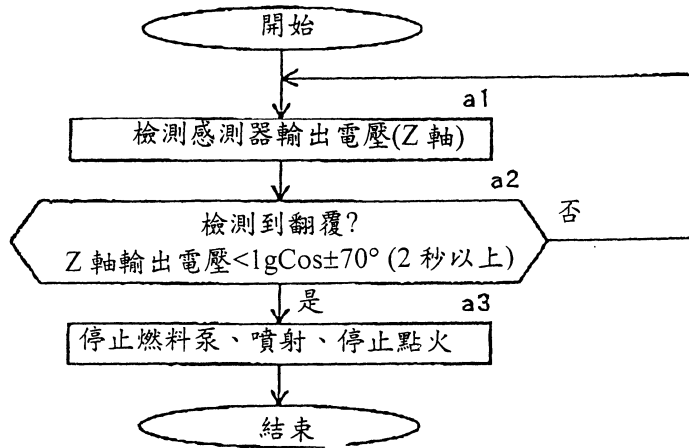 開始
a1
檢測感測器輸出電壓(Z 軸)
a2
檢測到翻覆?
Z 軸輸出電壓<1gCos±70° (2 秒以上)
否
是
a3
停止燃料泵、噴射、停止點火
結束